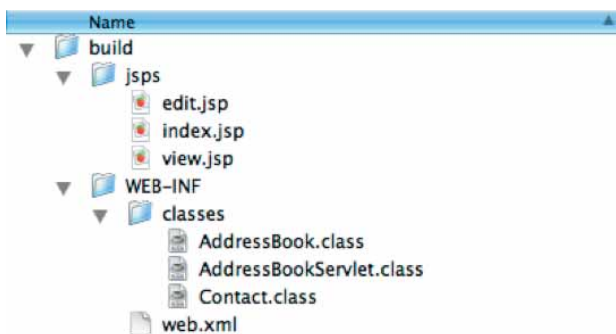 Name
build
jsps
edit.jsp
index.jsp
view.jsp
WEB-INF
classes
AddressBook.class
AddressBookServlet.class
Contact.class
web.xml